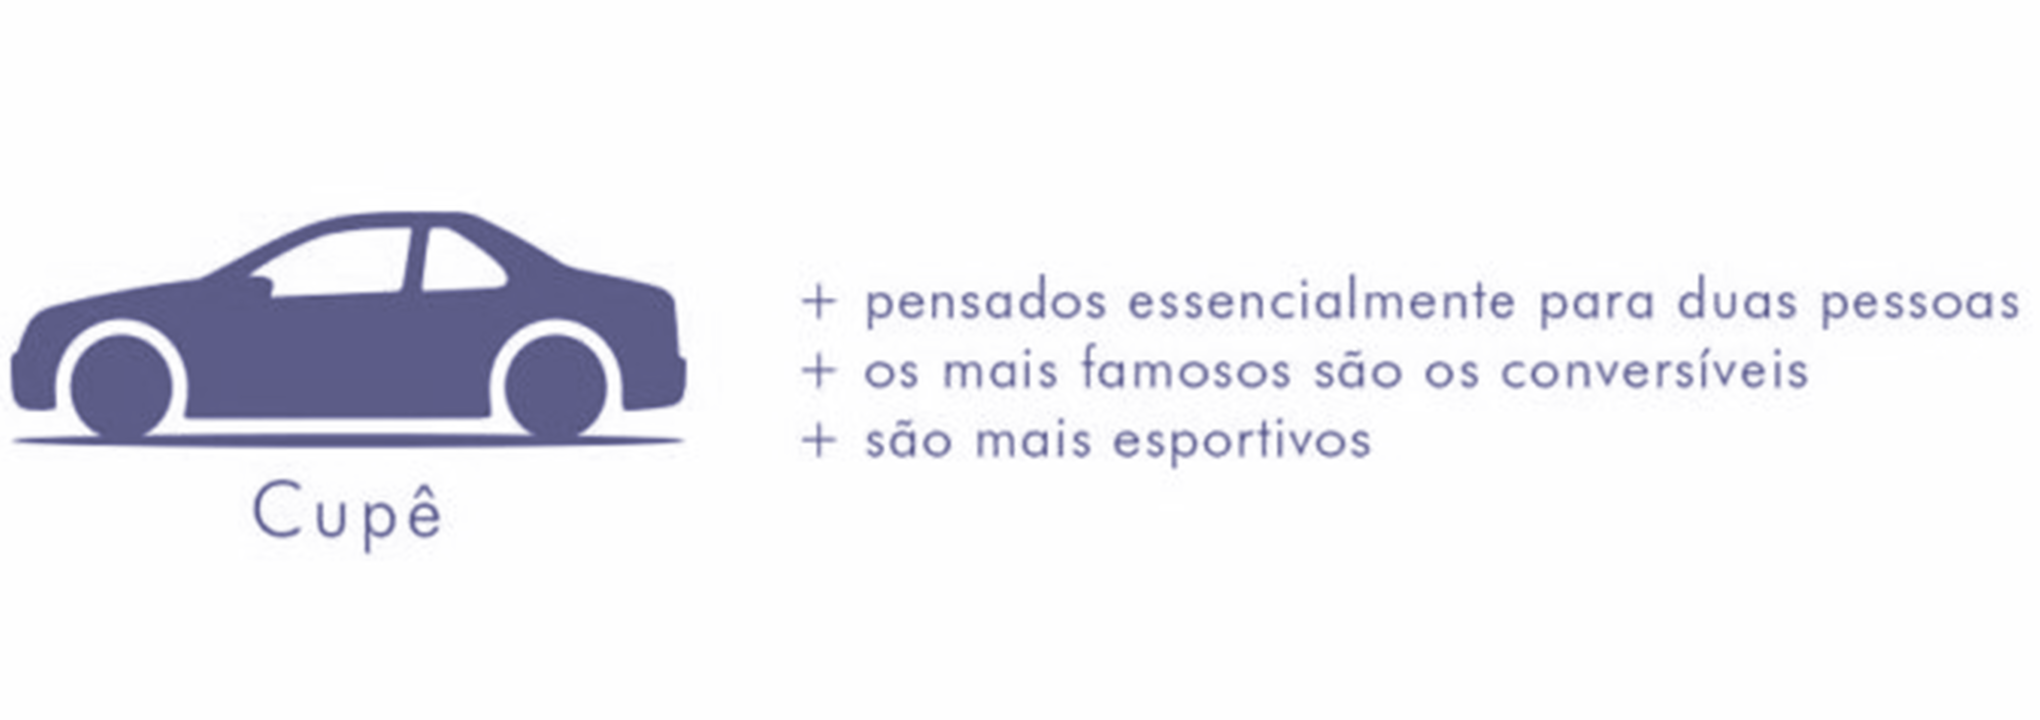 + pensados essencialmente para duas pessoas
+ os mais famosos são os conversíveis
+ são mais esportivos
Cupê